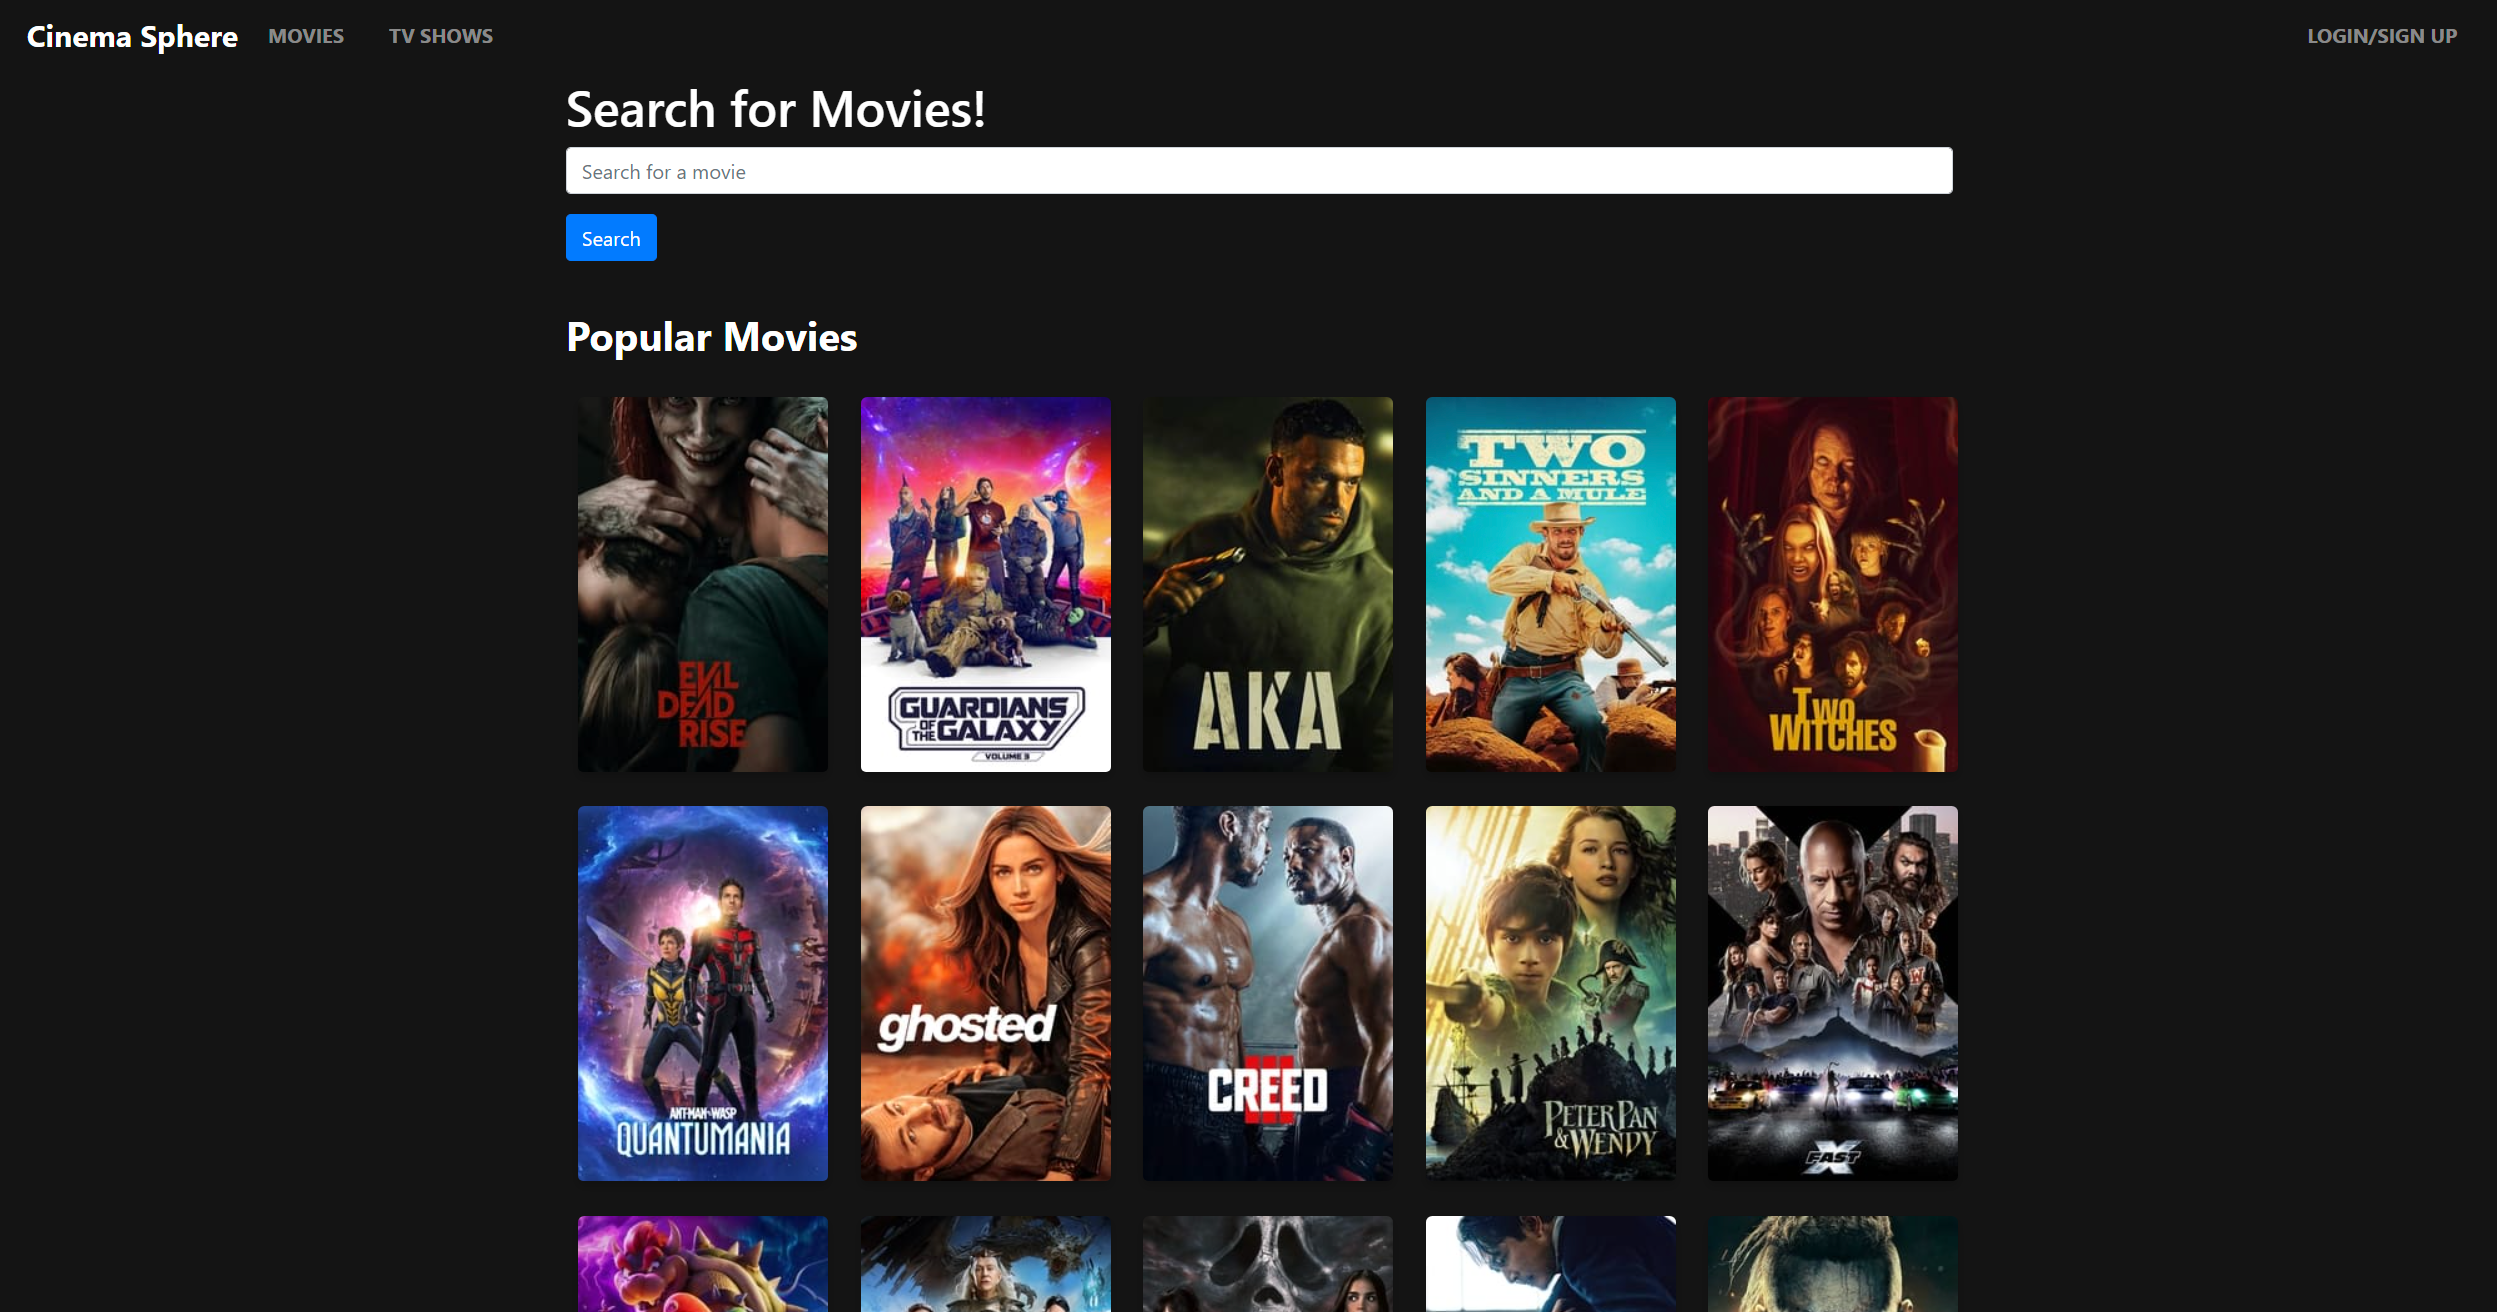 Cinema Sphere MOVIES TV SHOWS LOGIN/SIGN UP
Search for Movies!
Search for a movie
Search
Popular Movies
EVIL
DEAD
RISE
GUARDIANS
OF THE GALAXY
VOLUME 3
AKA
TWO
SINNERS
AND A MULE
TWO
WITCHES
ANT-MAN AND THE WASP
QUANTUMANIA
ghosted
CREED
III
PETER PAN
& WENDY
FAST
X